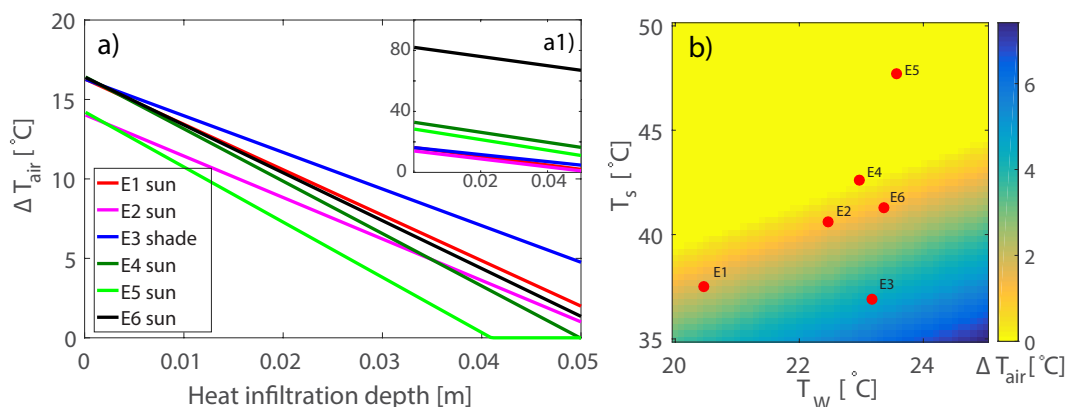 a)
Δ T_air [ °C]
20
15
10
5
0
E1 sun
E2 sun
E3 shade
E4 sun
E5 sun
E6 sun
0 0.01 0.02 0.03 0.04 0.05
Heat infiltration depth [m]
a1)
80
40
0
0.02 0.04
b)
T_s [ °C]
50
45
40
35
E5
E4
E6
E2
E1
E3
20 22 24
T_W [ °C]
6
4
2
0
Δ T_air [ °C]